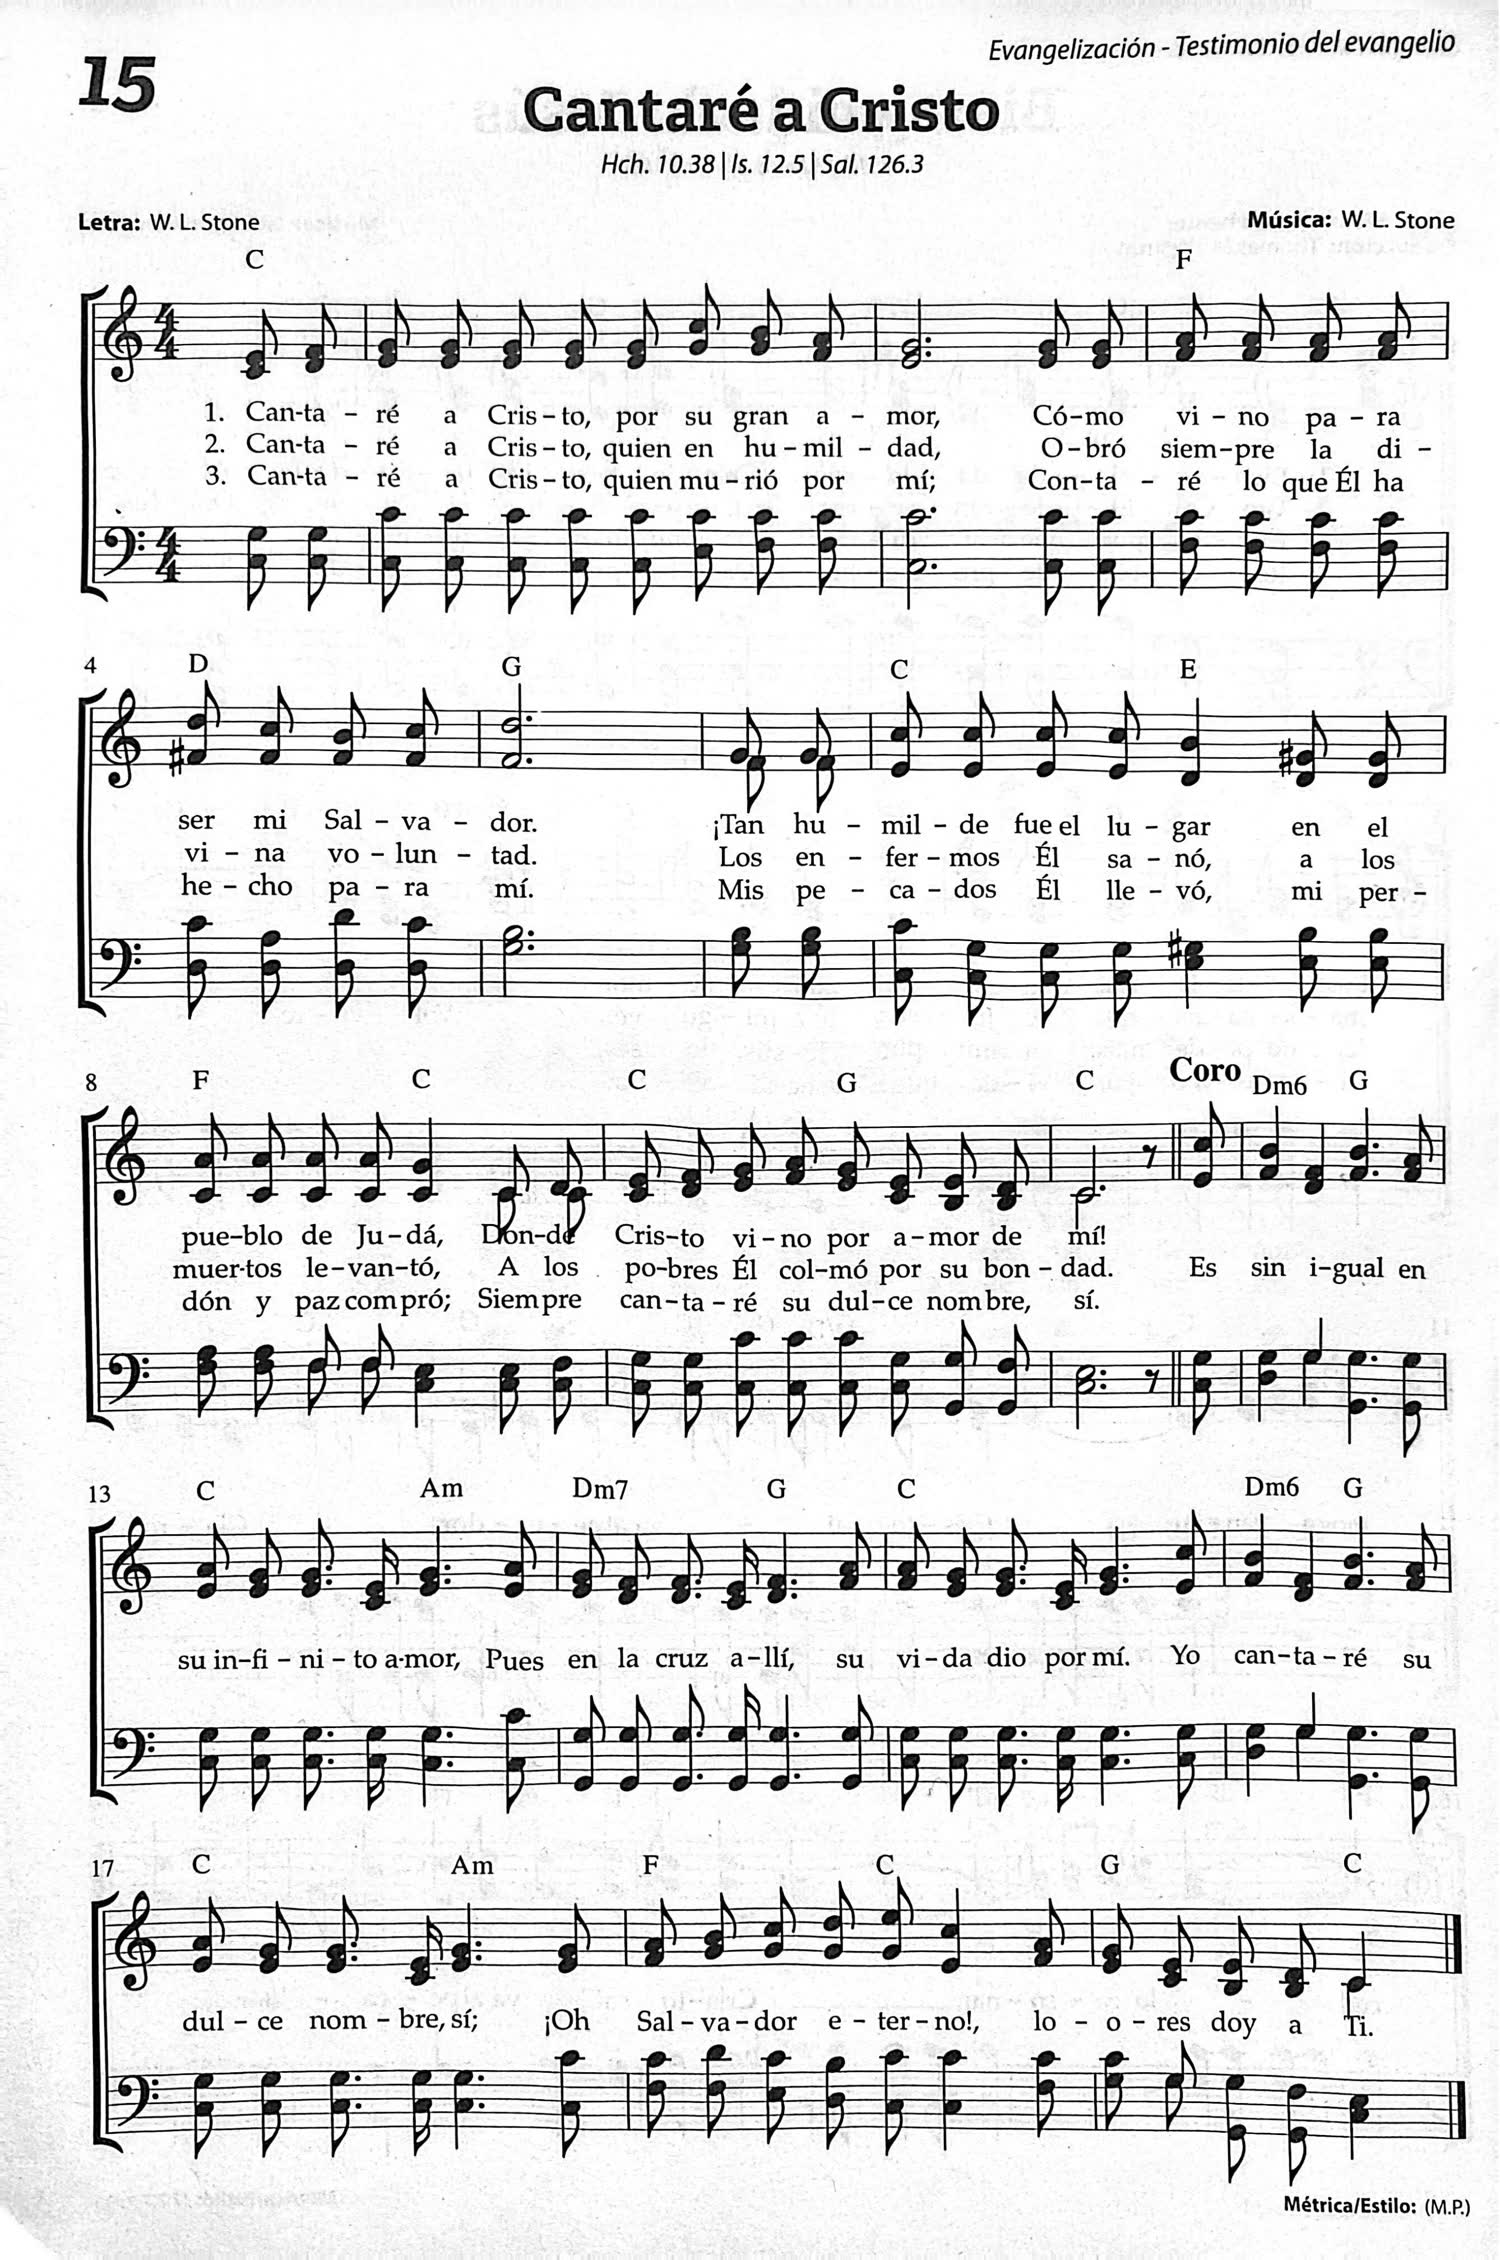 Evangelización - Testimonio del evangelio
15
Cantaré a Cristo
Hch. 10.38 | Is. 12.5 | Sal. 126.3
Letra: W. L. Stone Música: W. L. Stone
C F
1. Can-ta - ré a Cris-to, por su gran a - mor, Có-mo vi - no pa - ra
2. Can-ta - ré a Cris-to, quien en hu-mil - dad, O-bró siem-pre la di -
3. Can-ta - ré a Cris-to, quien mu-rió por mí; Con-ta - ré lo que Él ha
4 D G C E
ser mi Sal - va - dor. ¡Tan hu - mil - de fue el lu - gar en el
vi - na vo - lun - tad. Los en - fer - mos Él sa - nó, a los
he - cho pa - ra mí. Mis pe - ca - dos Él lle - vó, mi per -
8 F C C G C Coro Dm6 G
pue-blo de Ju-dá, Don-de Cris-to vi-no por a-mor de mí!
muer-tos le-van-tó, A los po-bres Él col-mó por su bon-dad. Es sin i-gual en
dón y paz compró; Siempre can-ta-ré su dul-ce nombre, sí.
13 C Am Dm7 G C Dm6 G
su in-fi - ni - to a-mor, Pues en la cruz a-llí, su vi-da dio por mí. Yo can-ta-ré su
17 C Am F C G C
dul - ce nom - bre, sí; ¡Oh Sal-va-dor e - ter-no!, lo - o - res doy a Ti.
Métrica/Estilo: (M.P.)